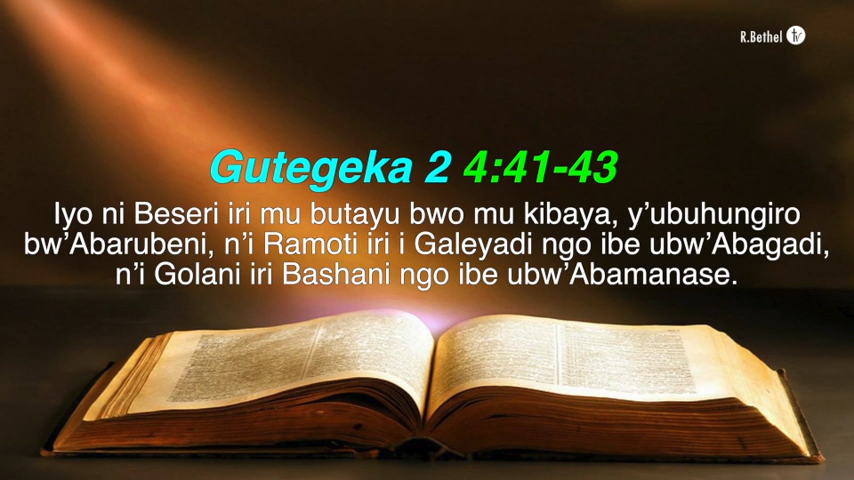 R.Bethel tv
Gutegeka 2 4:41-43
Iyo ni Beseri iri mu butayu bwo mu kibaya, y'ubuhungiro
bw'Abarubeni, n'i Ramoti iri i Galeyadi ngo ibe ubw'Abagadi,
n'i Golani iri Bashani ngo ibe ubw'Abamanase.